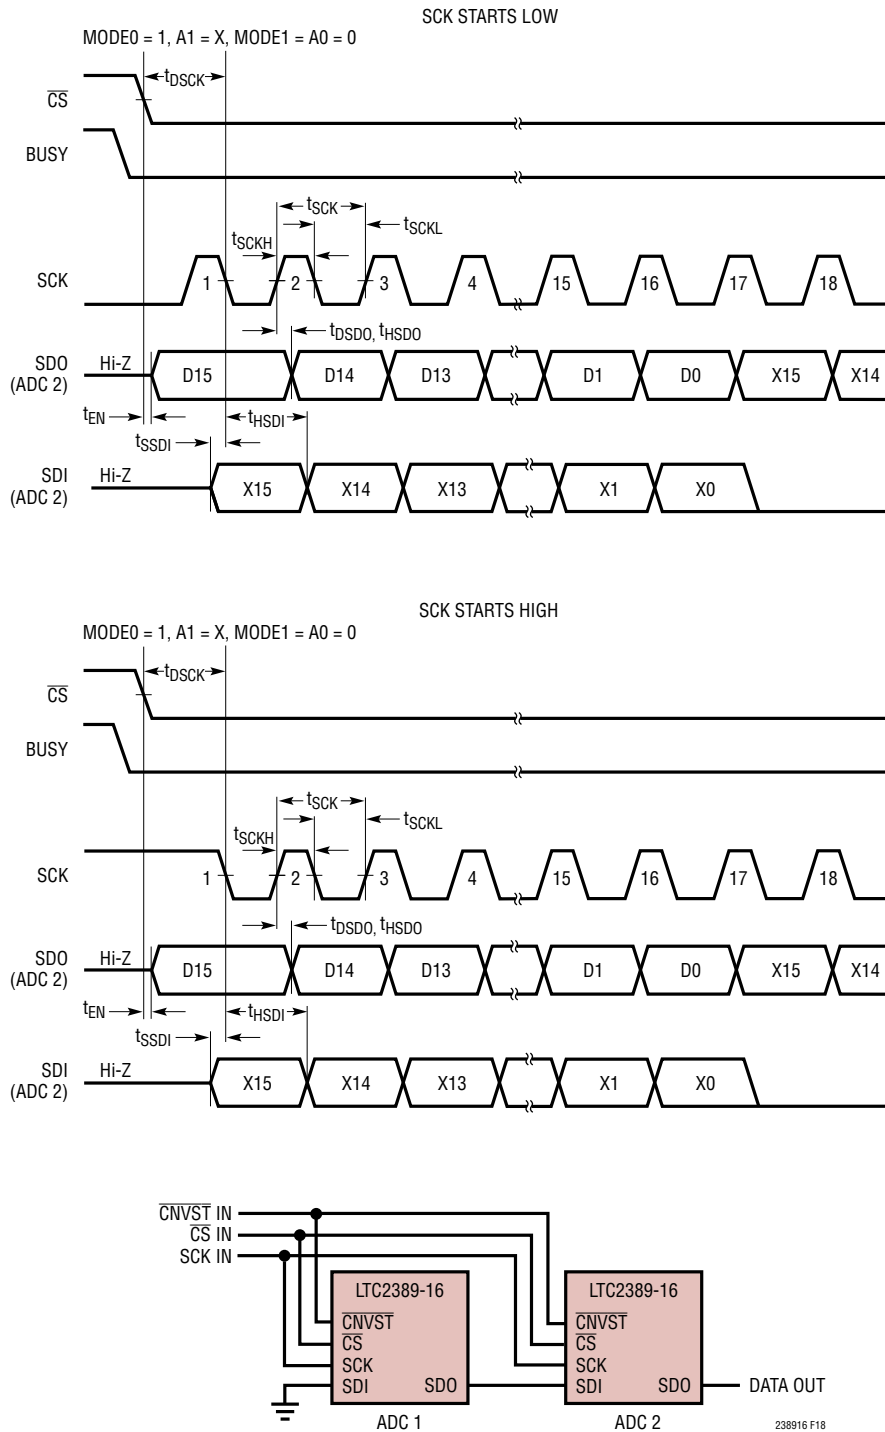 SCK STARTS LOW
MODE0 = 1, A1 = X, MODE1 = A0 = 0
tDSCK
CS
BUSY
tSCK
tSCKL
tSCKH
SCK 1 2 3 4 15 16 17 18
tDSDO, tHSDO
SDO
(ADC 2)
Hi-Z D15 D14 D13 D1 D0 X15 X14
tEN
tHSDI
tSSDI
SDI
(ADC 2)
Hi-Z X15 X14 X13 X1 X0
SCK STARTS HIGH
MODE0 = 1, A1 = X, MODE1 = A0 = 0
tDSCK
CS
BUSY
tSCK
tSCKL
tSCKH
SCK 1 2 3 4 15 16 17 18
tDSDO, tHSDO
SDO
(ADC 2)
Hi-Z D15 D14 D13 D1 D0 X15 X14
tEN
tHSDI
tSSDI
SDI
(ADC 2)
Hi-Z X15 X14 X13 X1 X0
CNVST IN
CS IN
SCK IN
LTC2389-16
CNVST
CS
SCK
SDI SDO
ADC 1
LTC2389-16
CNVST
CS
SCK
SDI SDO
DATA OUT
ADC 2
238916 F18